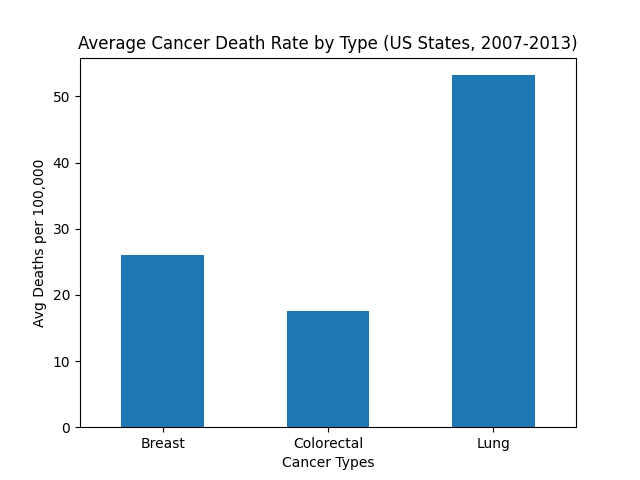 Average Cancer Death Rate by Type (US States, 2007-2013)
Avg Deaths per 100,000
50
40
30
20
10
0
Breast
Colorectal
Lung
Cancer Types